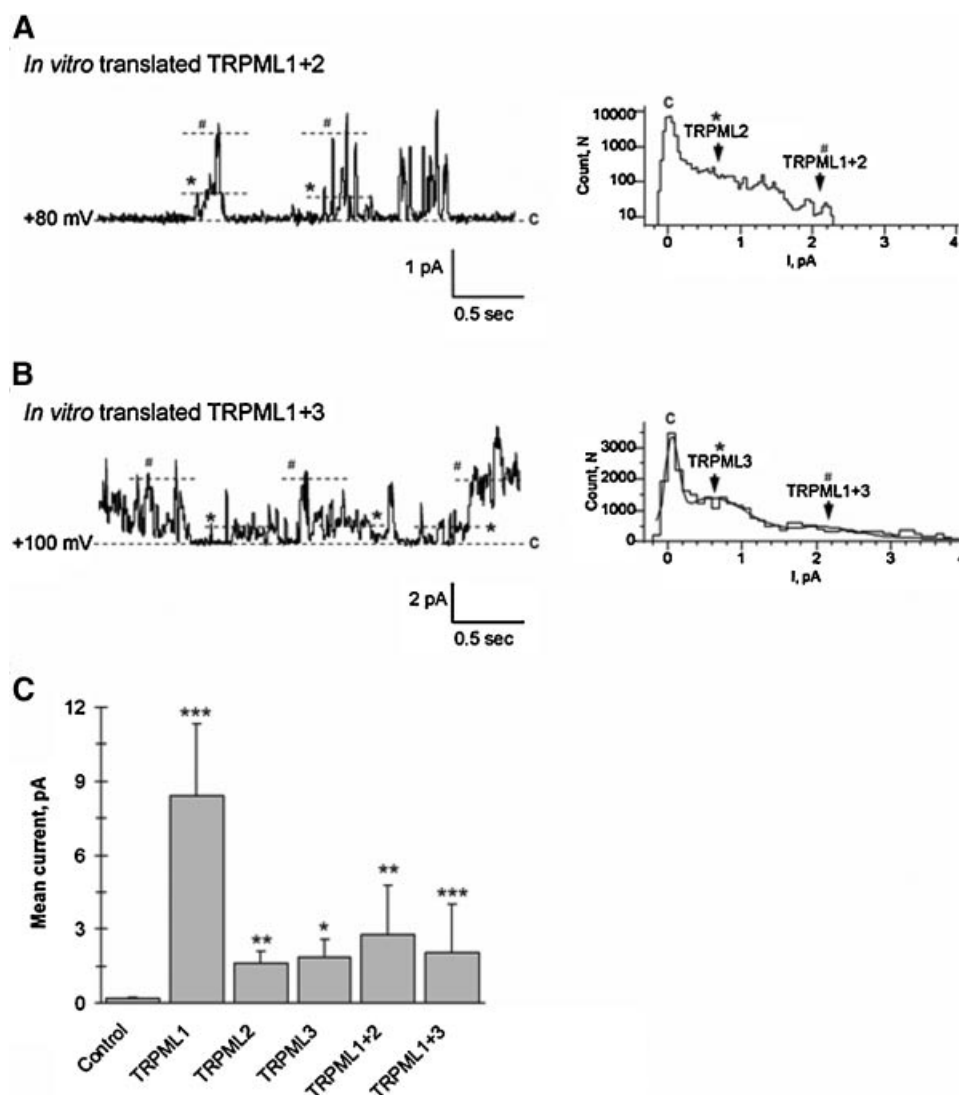 A
In vitro translated TRPML1+2
#
#
*
*
+80 mV
c
1 pA
0.5 sec
10000
1000
100
10
Count, N
C
*
TRPML2
#
TRPML1+2
0 1 2 3 4
I, pA
B
In vitro translated TRPML1+3
#
#
#
*
*
*
+100 mV
c
2 pA
0.5 sec
3000
2000
1000
0
Count, N
C
*
TRPML3
#
TRPML1+3
0 1 2 3 4
I, pA
C
12
9
6
3
0
Mean current, pA
***
**
*
**
***
Control
TRPML1
TRPML2
TRPML3
TRPML1+2
TRPML1+3